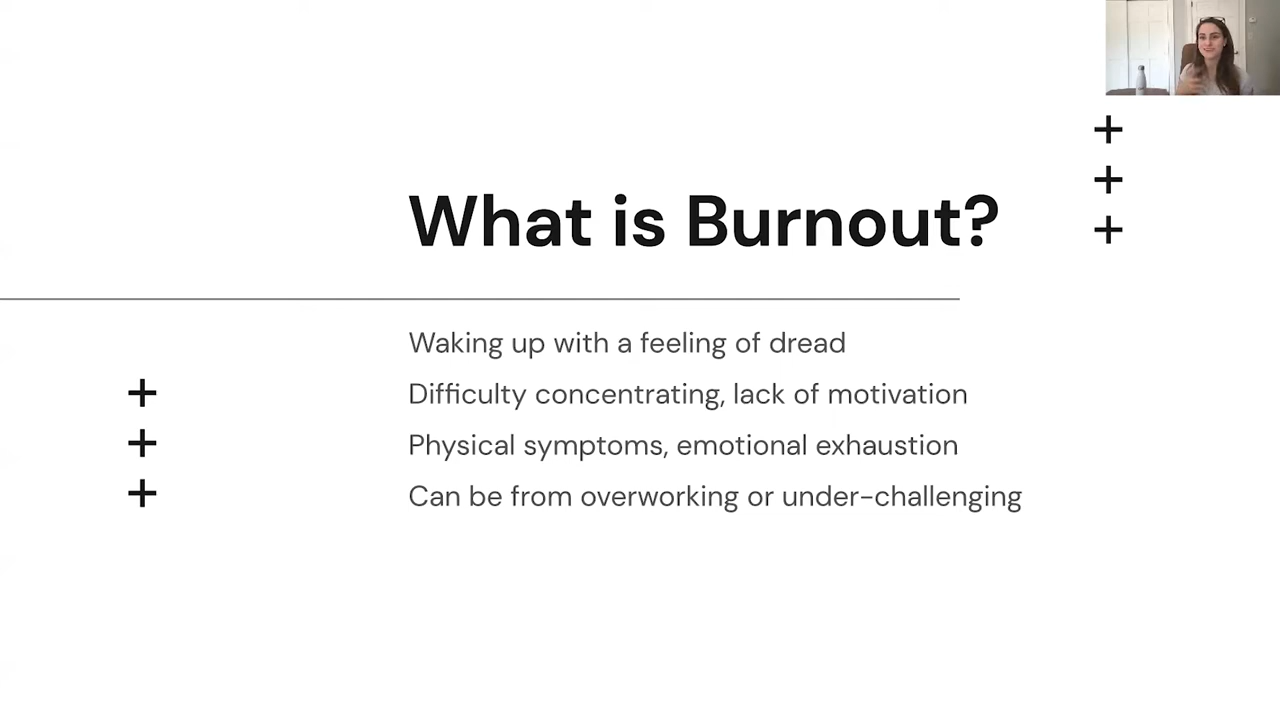 What is Burnout?
Waking up with a feeling of dread
Difficulty concentrating, lack of motivation
Physical symptoms, emotional exhaustion
Can be from overworking or under-challenging